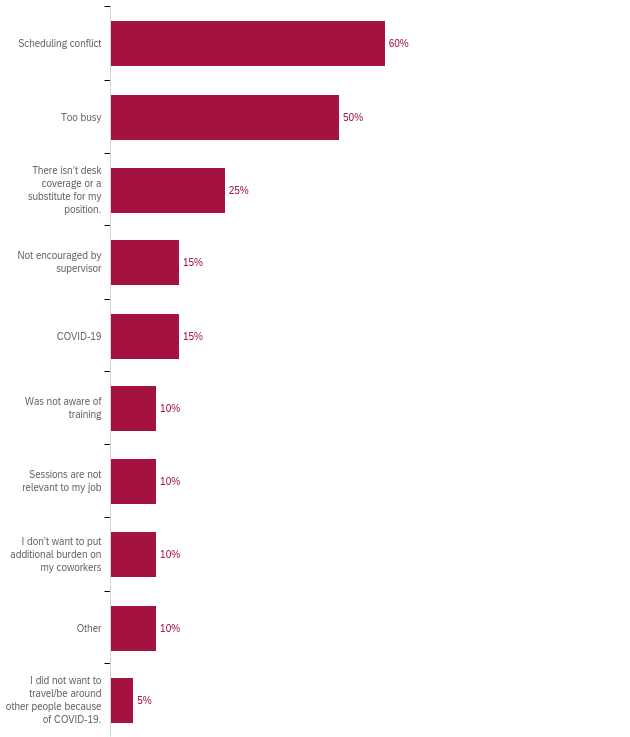 Scheduling conflict
60%
Too busy
50%
There isn't desk
coverage or a
substitute for my
position.
25%
Not encouraged by
supervisor
15%
COVID-19
15%
Was not aware of
training
10%
Sessions are not
relevant to my job
10%
I don't want to put
additional burden on
my coworkers
10%
Other
10%
I did not want to
travel/be around
other people because
of COVID-19.
5%